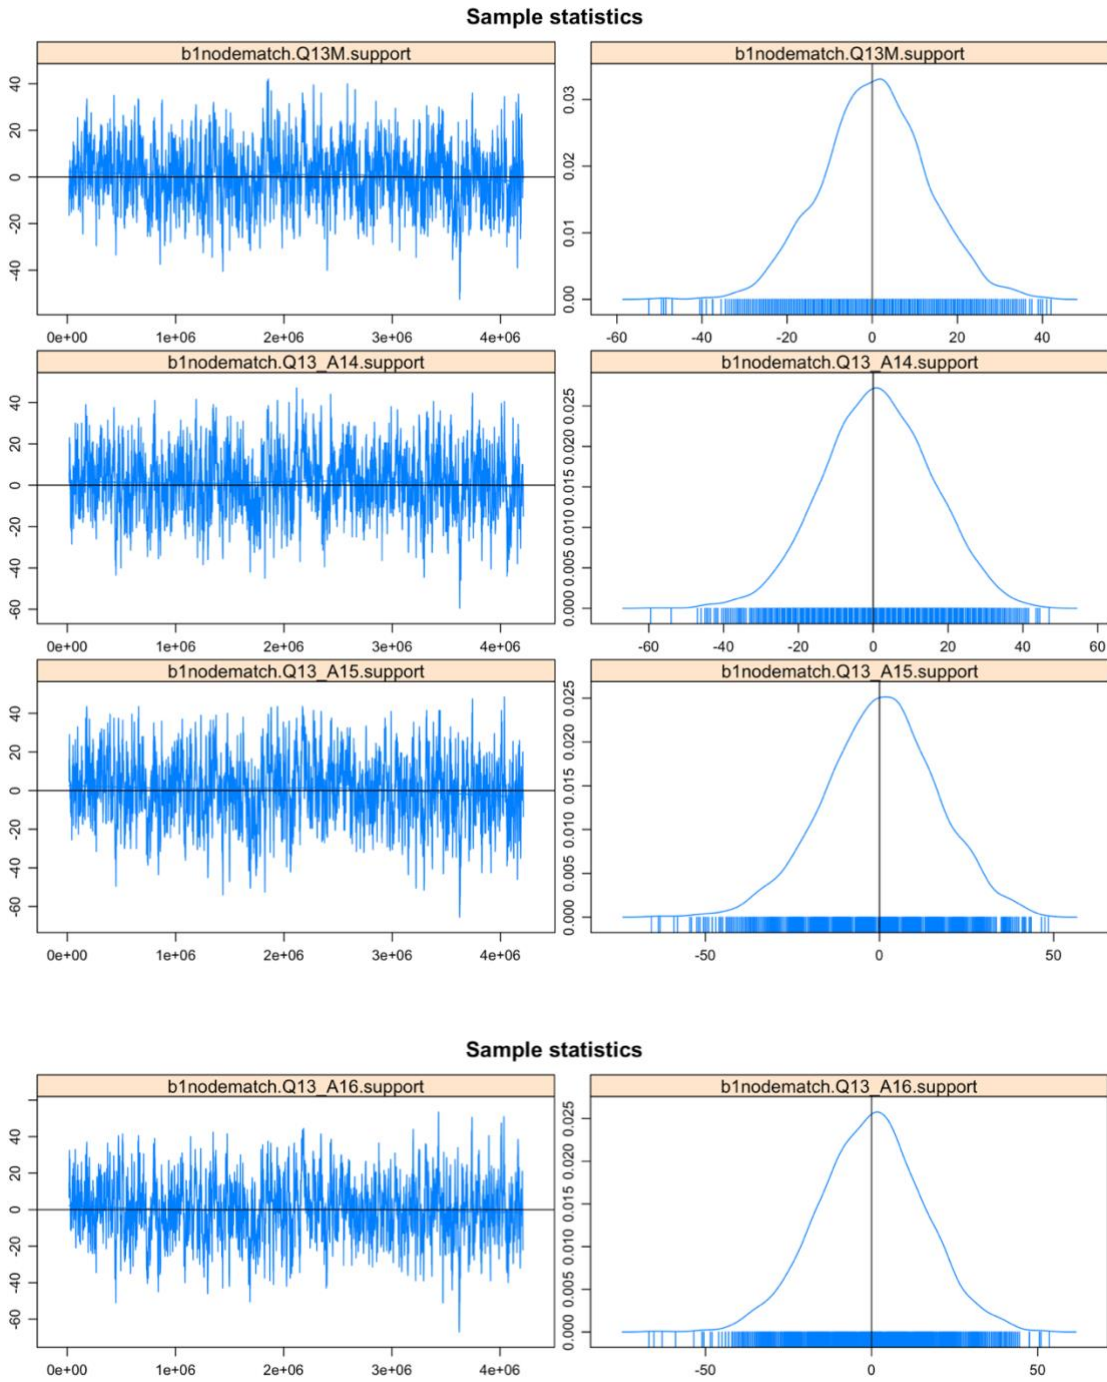 Sample statistics
b1nodematch.Q13M.support
b1nodematch.Q13M.support
40
20
0
-20
-40
0e+00 1e+06 2e+06 3e+06 4e+06
0.03
0.02
0.01
0.00
-60 -40 -20 0 20 40
b1nodematch.Q13_A14.support
b1nodematch.Q13_A14.support
40
20
0
-20
-40
-60
0e+00 1e+06 2e+06 3e+06 4e+06
0.000 0.005 0.010 0.015 0.020 0.025
-60 -40 -20 0 20 40 60
b1nodematch.Q13_A15.support
b1nodematch.Q13_A15.support
40
20
0
-20
-40
-60
0e+00 1e+06 2e+06 3e+06 4e+06
0.000 0.005 0.010 0.015 0.020 0.025
-50 0 50
Sample statistics
b1nodematch.Q13_A16.support
b1nodematch.Q13_A16.support
40
20
0
-20
-40
-60
0e+00 1e+06 2e+06 3e+06 4e+06
0.000 0.005 0.010 0.015 0.020 0.025
-50 0 50